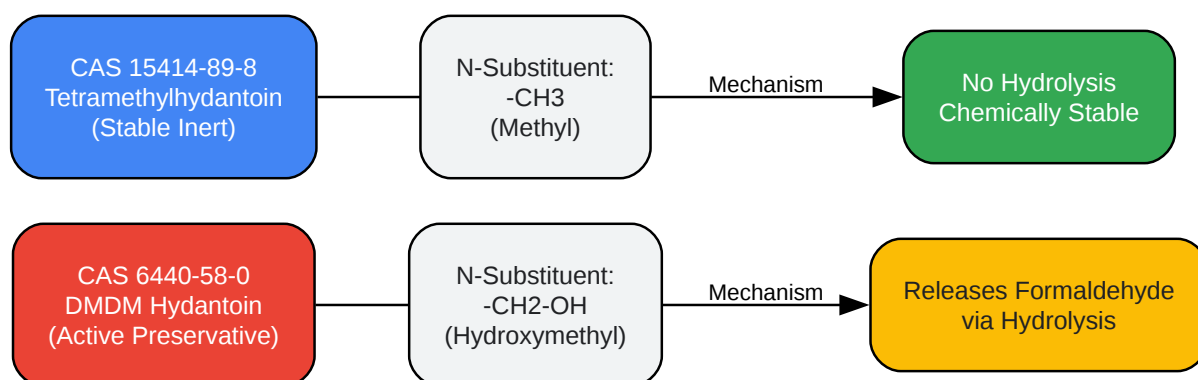 CAS 15414-89-8
Tetramethylhydantoin
(Stable Inert)
N-Substituent:
-CH3
(Methyl)
Mechanism
No Hydrolysis
Chemically Stable
CAS 6440-58-0
DMDM Hydantoin
(Active Preservative)
N-Substituent:
-CH2-OH
(Hydroxymethyl)
Mechanism
Releases Formaldehyde
via Hydrolysis